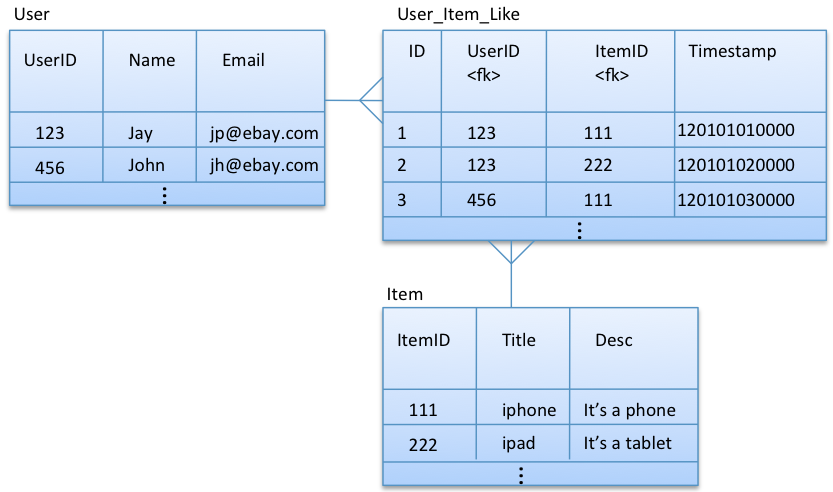 User
UserID Name Email
123 Jay jp@ebay.com
456 John jh@ebay.com
⋮
User_Item_Like
ID UserID <fk> ItemID <fk> Timestamp
1 123 111 120101010000
2 123 222 120101020000
3 456 111 120101030000
⋮
Item
ItemID Title Desc
111 iphone It's a phone
222 ipad It's a tablet
⋮